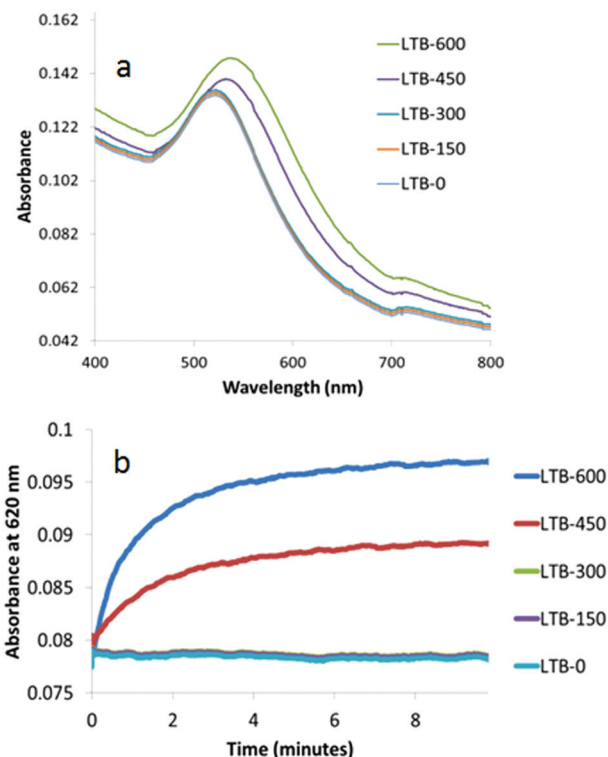 0.162
0.142
0.122
0.102
0.082
0.062
0.042
Absorbance
a
LTB-600
LTB-450
LTB-300
LTB-150
LTB-0
400
500
600
700
800
Wavelength (nm)
0.1
0.095
0.09
0.085
0.08
0.075
Absorbance at 620 nm
b
LTB-600
LTB-450
LTB-300
LTB-150
LTB-0
0
2
4
6
8
Time (minutes)